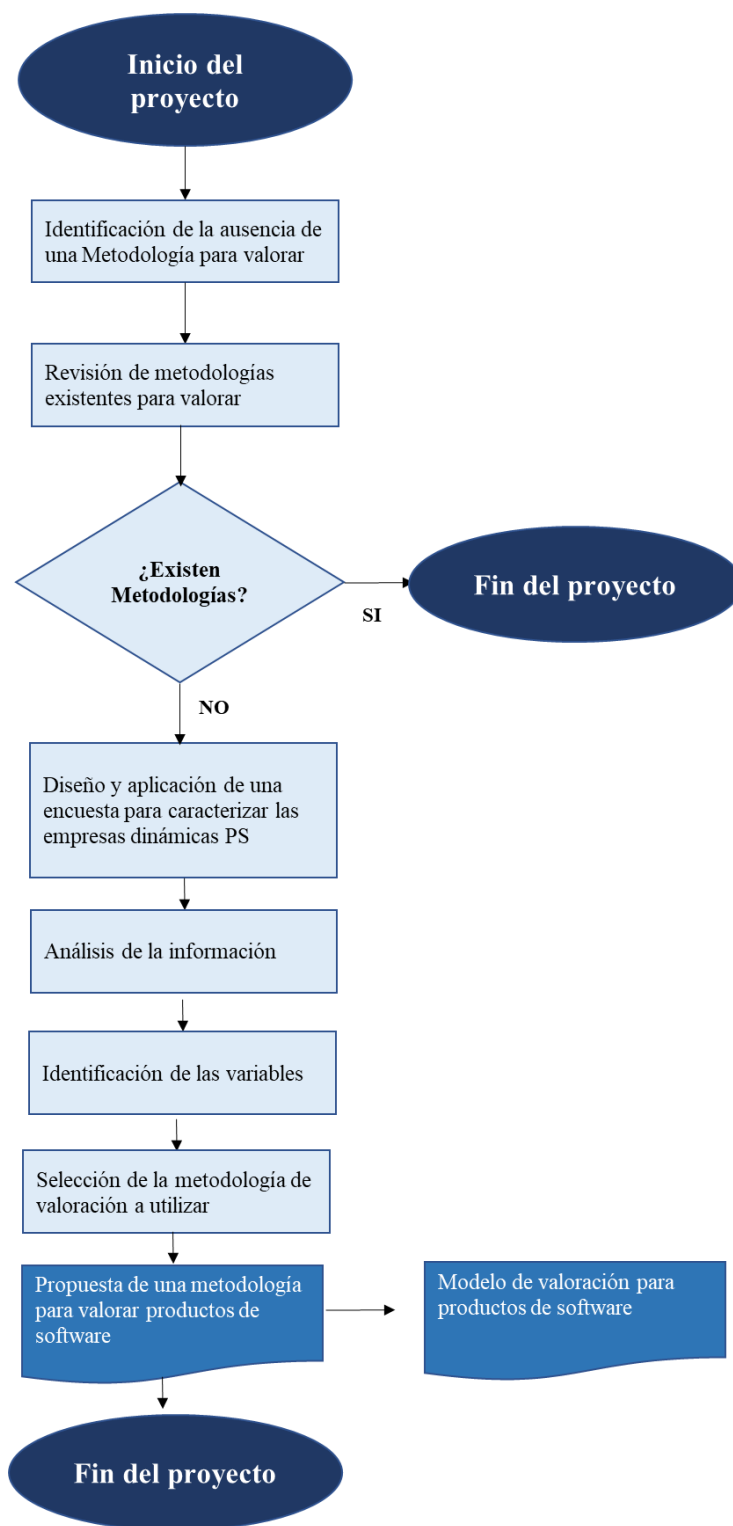 Inicio del
proyecto
Identificación de la ausencia de
una Metodología para valorar
Revisión de metodologías
existentes para valorar
¿Existen
Metodologías?
SI
Fin del proyecto
NO
Diseño y aplicación de una
encuesta para caracterizar las
empresas dinámicas PS
Análisis de la información
Identificación de las variables
Selección de la metodología de
valoración a utilizar
Propuesta de una metodología
para valorar productos de
software
Modelo de valoración para
productos de software
Fin del proyecto